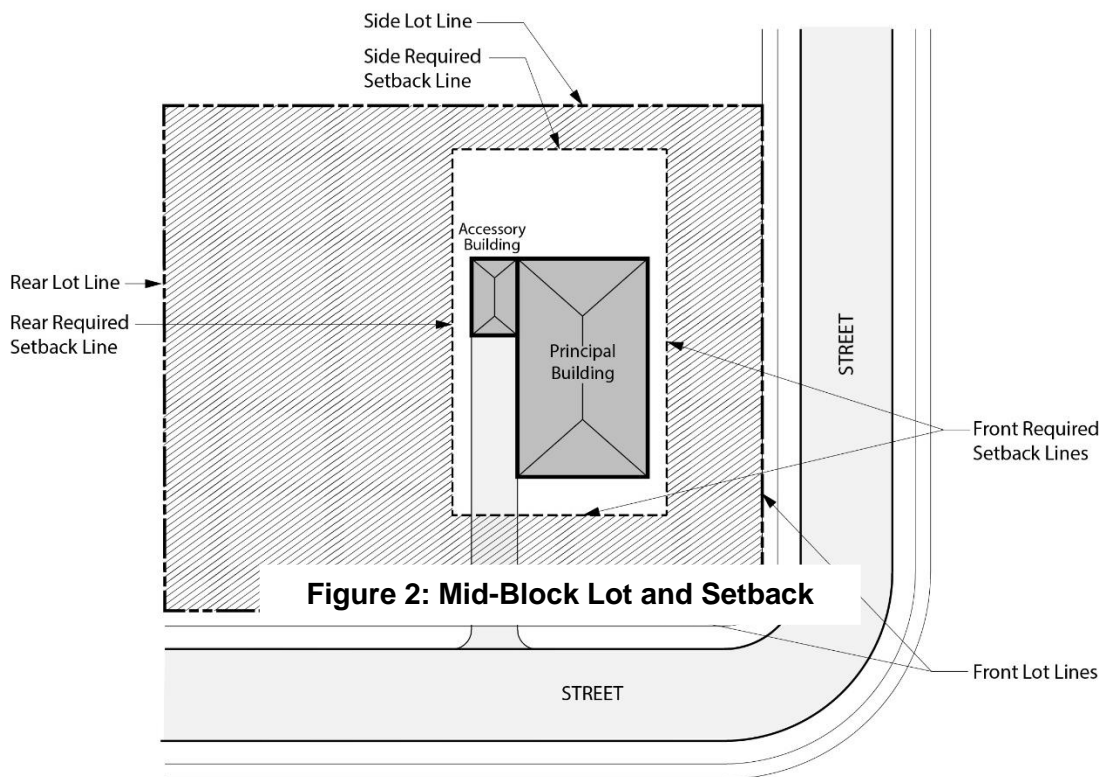 Side Lot Line
Side Required
Setback Line
Accessory
Building
Rear Lot Line
Rear Required
Setback Line
Principal
Building
STREET
Front Required
Setback Lines
Figure 2: Mid-Block Lot and Setback
Front Lot Lines
STREET